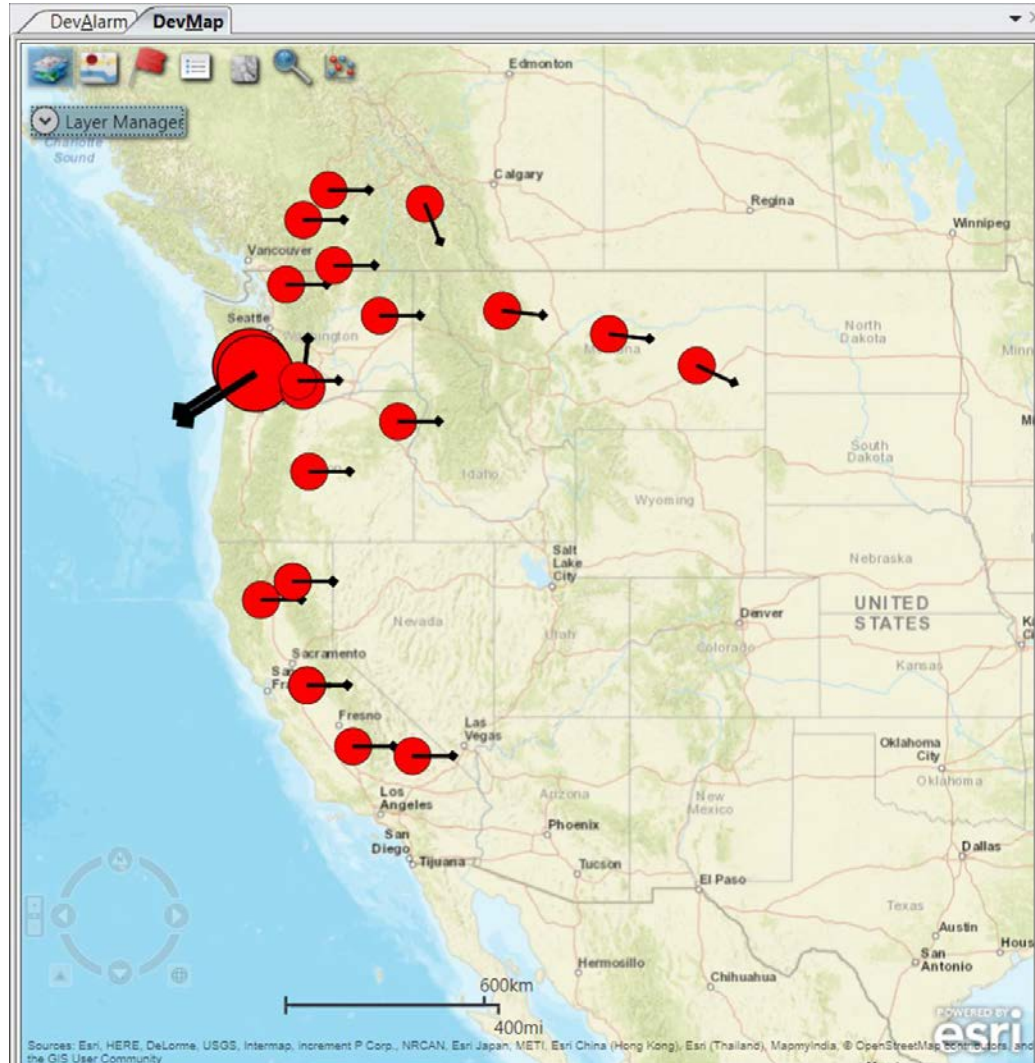 DevAlarm
DevMap
Layer Manager
Edmonton
Charlotte
Sound
Calgary
Regina
Winnipeg
Vancouver
Seattle
North
Dakota
South
Dakota
Idaho
Wyoming
Salt
Lake
City
Nebraska
UNITED
STATES
Nevada
Utah
Denver
Colorado
Kansas
Sacramento
Fresno
Las
Vegas
Oklahoma
City
Oklahoma
Los
Angeles
Arizona
New
Mexico
Phoenix
San
Diego
Tijuana
Tucson
Dallas
El Paso
Texas
Austin
San
Antonio
Hermosillo
Chihuahua
600km
400mi
POWERED BY
esri
Sources: Esri, HERE, DeLorme, USGS, Intermap, increment P Corp., NRCAN, Esri Japan, METI, Esri China (Hong Kong), Esri (Thailand), MapmyIndia, © OpenStreetMap contributors, and
the GIS User Community